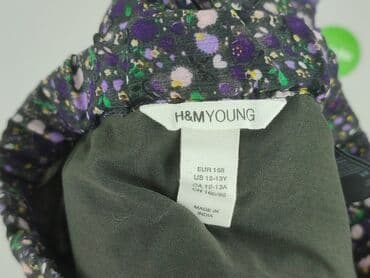 H&M YOUNG
EUR 158
US 12-13Y
CA 12-13A
MADE IN
INDIA